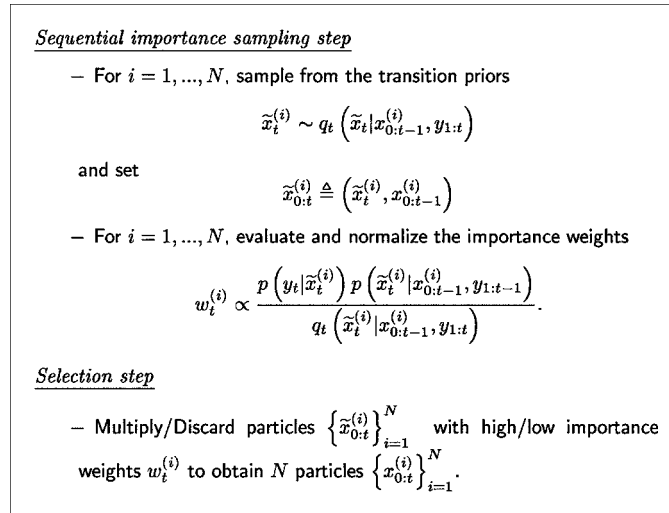 Sequential importance sampling step
– For i = 1, ..., N, sample from the transition priors
x̃_t^{(i)} ∼ q_t ( x̃_t | x_{0:t−1}^{(i)}, y_{1:t} )
and set
x̃_{0:t}^{(i)} ≜ ( x̃_t^{(i)}, x_{0:t−1}^{(i)} )
– For i = 1, ..., N, evaluate and normalize the importance weights
w_t^{(i)} ∝ \frac{p ( y_t | x̃_t^{(i)} ) p ( x̃_t^{(i)} | x_{0:t−1}^{(i)}, y_{1:t−1} )}{q_t ( x̃_t^{(i)} | x_{0:t−1}^{(i)}, y_{1:t} )}.
Selection step
– Multiply/Discard particles { x̃_{0:t}^{(i)} }_{i=1}^N with high/low importance
weights w_t^{(i)} to obtain N particles { x_{0:t}^{(i)} }_{i=1}^N.